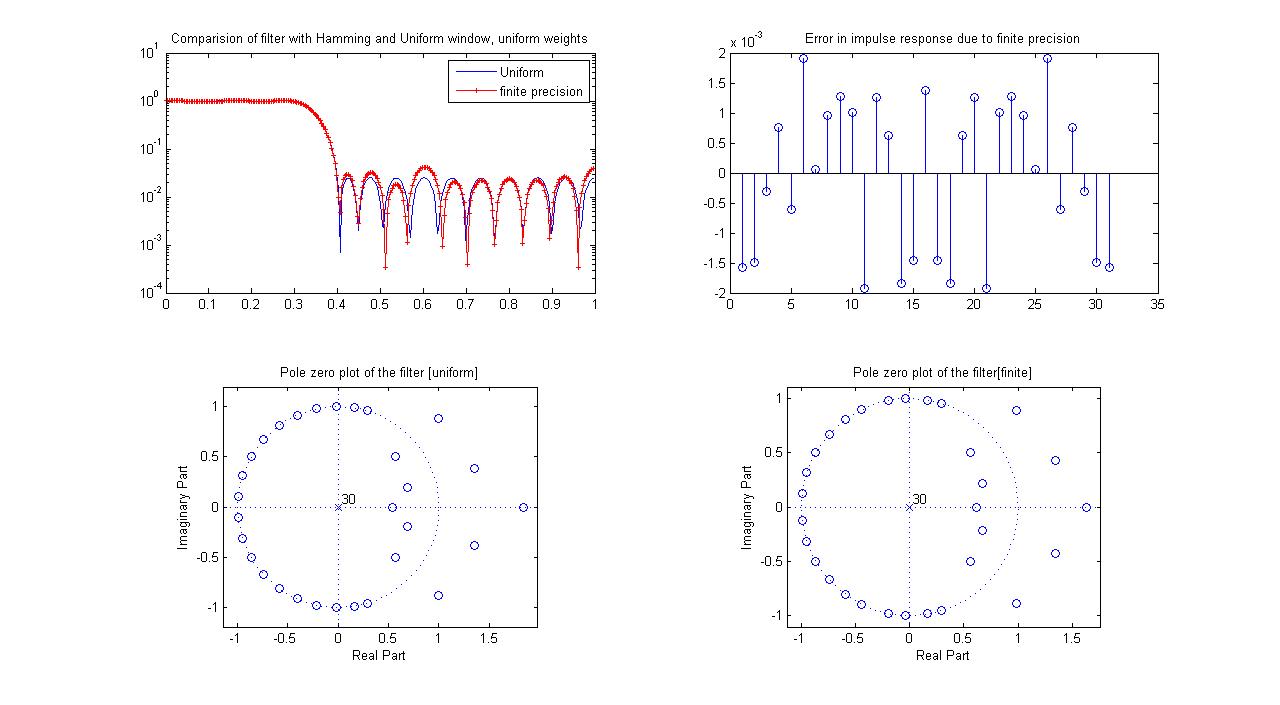 Comparision of filter with Hamming and Uniform window, uniform weights
10^1
10^0
10^-1
10^-2
10^-3
10^-4
Uniform
finite precision
0 0.1 0.2 0.3 0.4 0.5 0.6 0.7 0.8 0.9 1
Error in impulse response due to finite precision
x 10^-3
2
1.5
1
0.5
0
-0.5
-1
-1.5
-2
0 5 10 15 20 25 30 35
Pole zero plot of the filter [uniform]
Imaginary Part
1
0.5
0
-0.5
-1
30
-1 -0.5 0 0.5 1 1.5
Real Part
Pole zero plot of the filter[finite]
Imaginary Part
1
0.5
0
-0.5
-1
30
-1 -0.5 0 0.5 1 1.5
Real Part